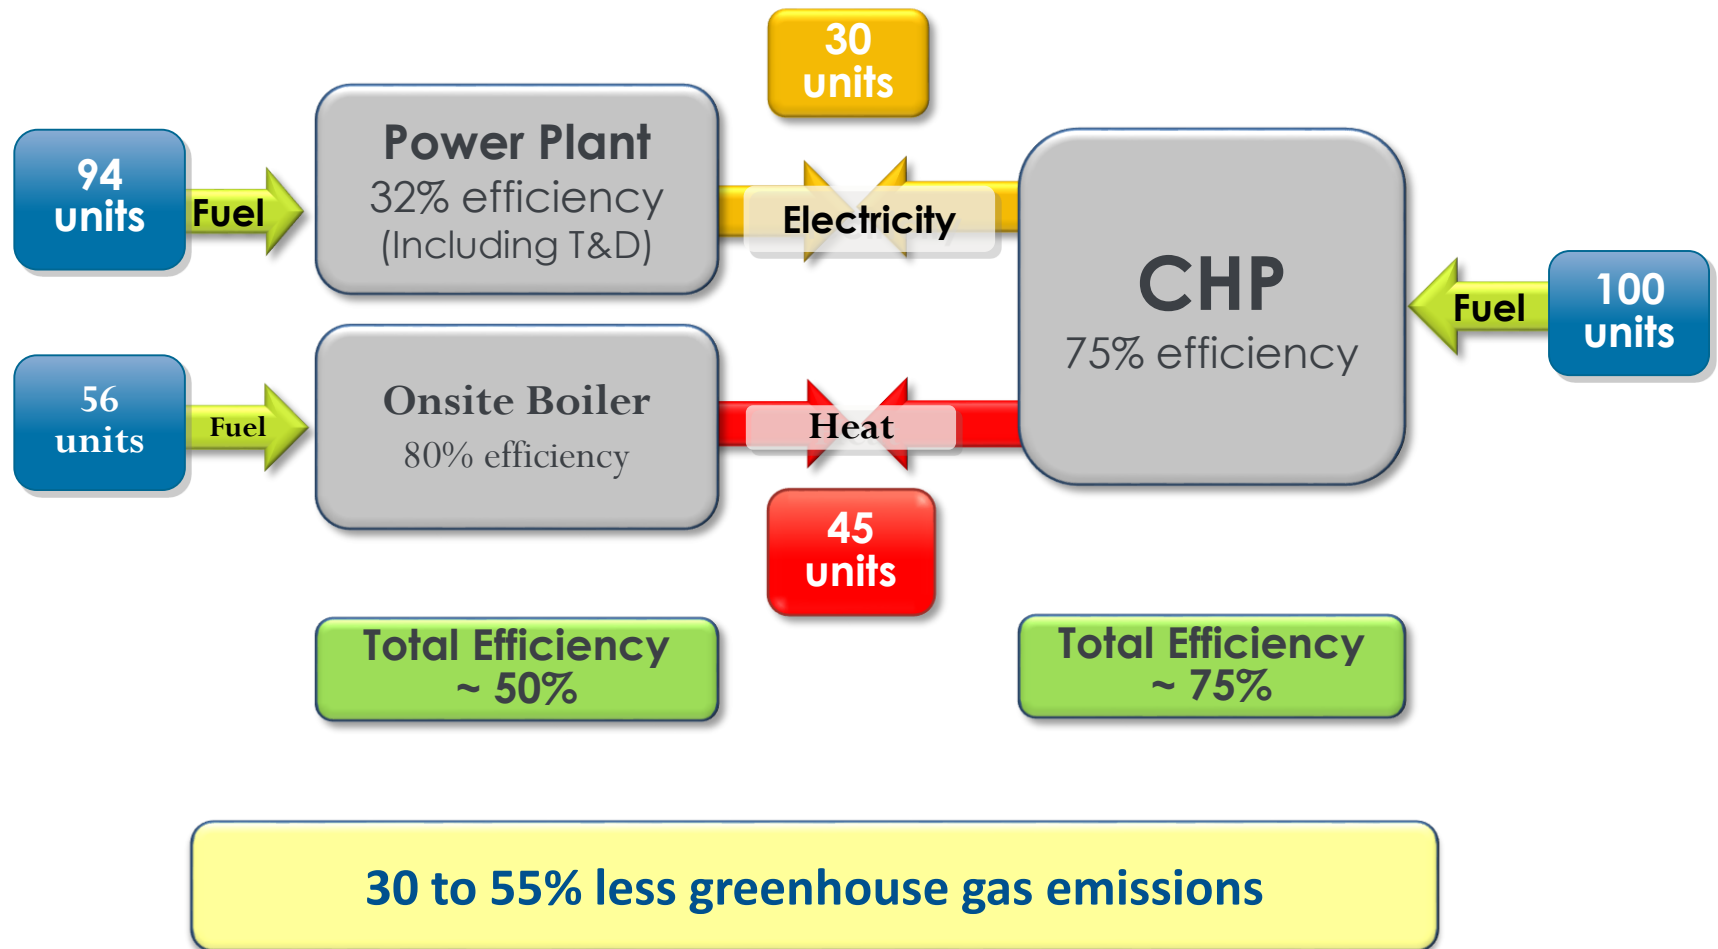 30
units
94
units
Fuel
Power Plant
32% efficiency
(Including T&D)
Electricity
CHP
75% efficiency
Fuel
100
units
56
units
Fuel
Onsite Boiler
80% efficiency
Heat
45
units
Total Efficiency
~ 50%
Total Efficiency
~ 75%
30 to 55% less greenhouse gas emissions